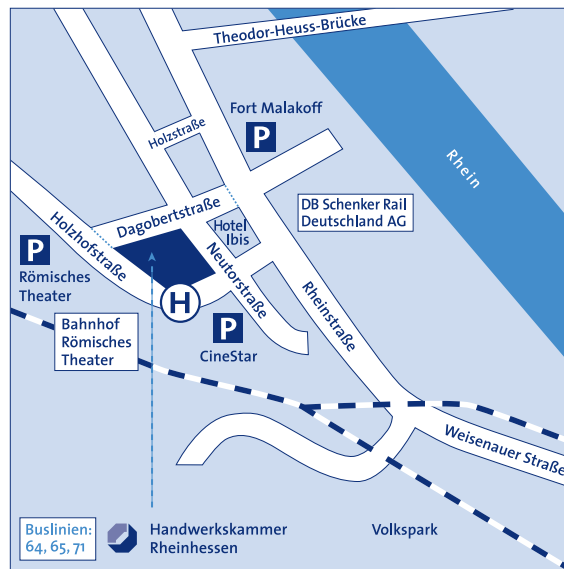 Theodor-Heuss-Brücke
Fort Malakoff
P
Holzstraße
Rhein
Dagobertstraße
DB Schenker Rail
Deutschland AG
Hotel
Ibis
Holzhofstraße
Neutorstraße
P
Römisches
Theater
H
Rheinstraße
P
CineStar
Bahnhof
Römisches
Theater
Weisenauer Straße
Buslinien:
64, 65, 71
Handwerkskammer
Rheinhessen
Volkspark